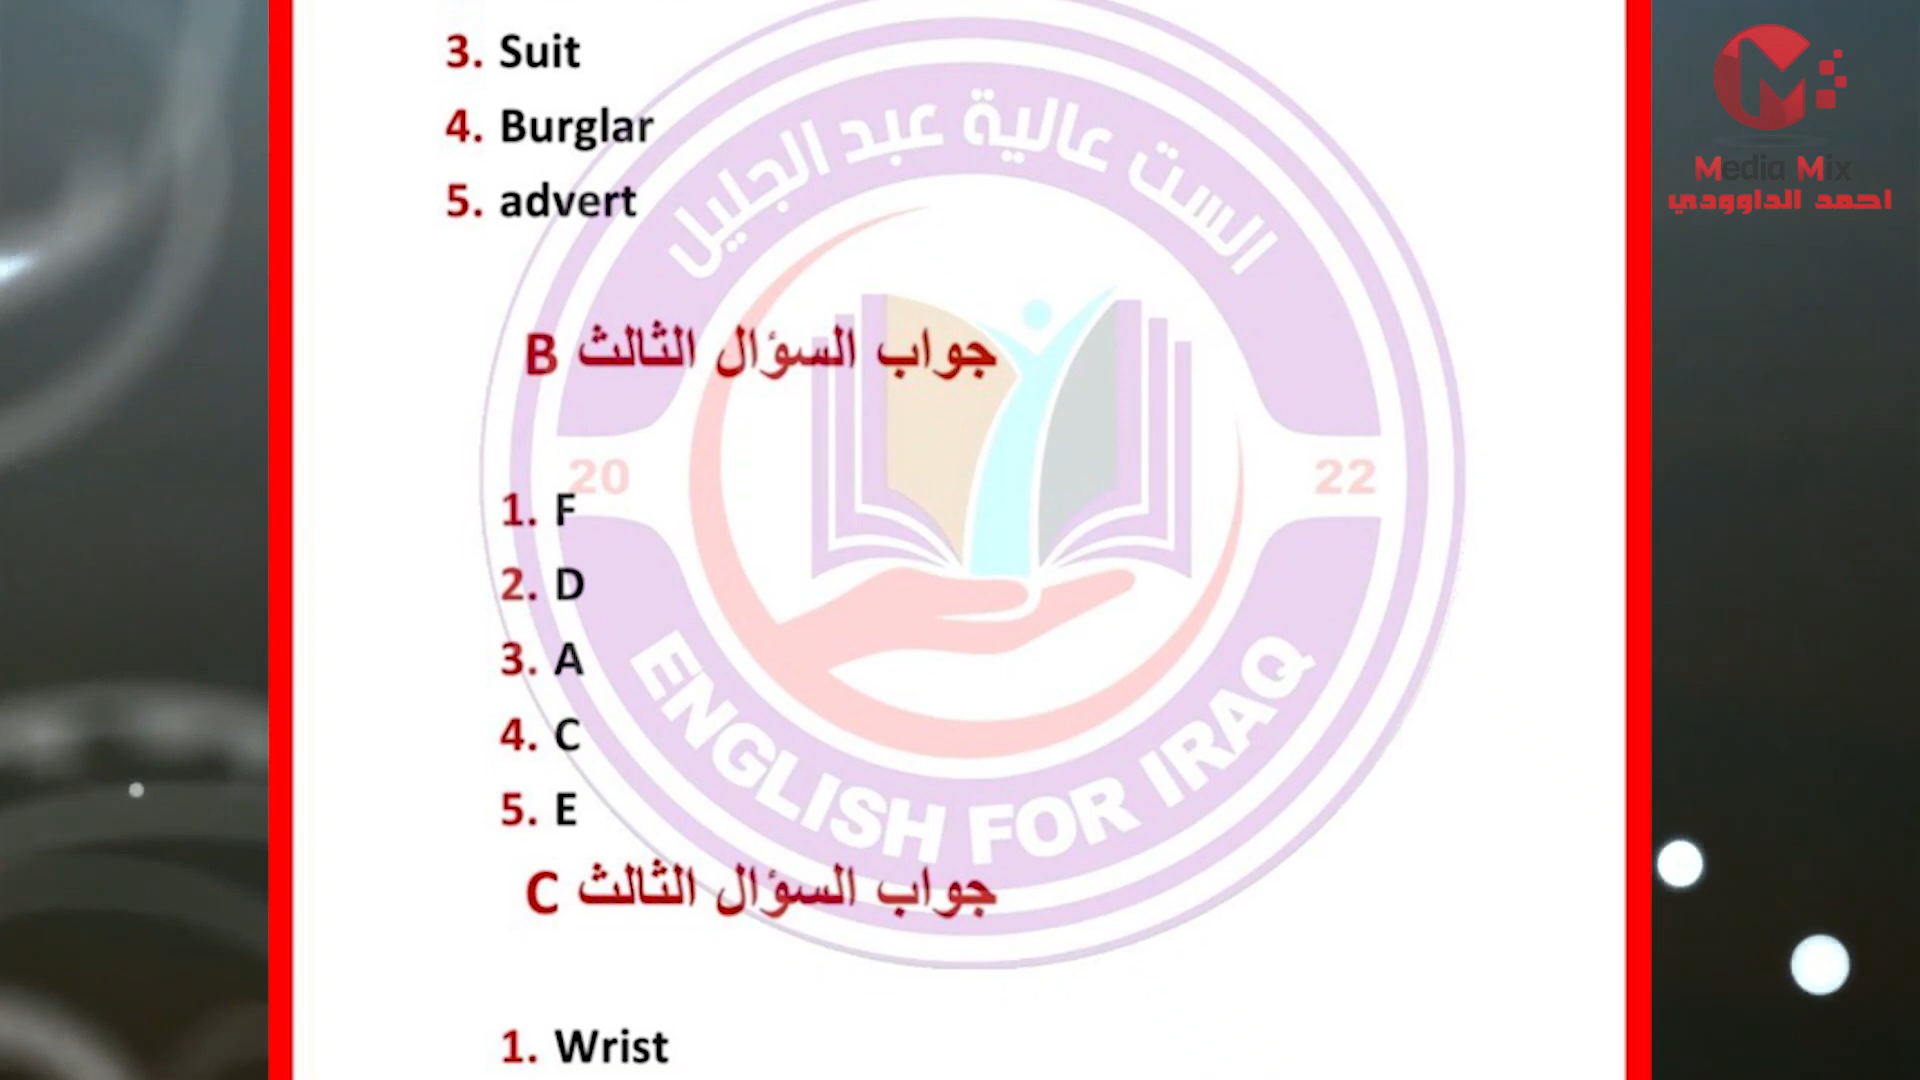 3. Suit
4. Burglar
5. advert
الست عالية عبد الجليل
جواب السؤال الثالث B
20
22
1. F
2. D
3. A
4. C
5. E
ENGLISH FOR IRAQ
جواب السؤال الثالث C
1. Wrist
Media Mix
احمد الداوودي